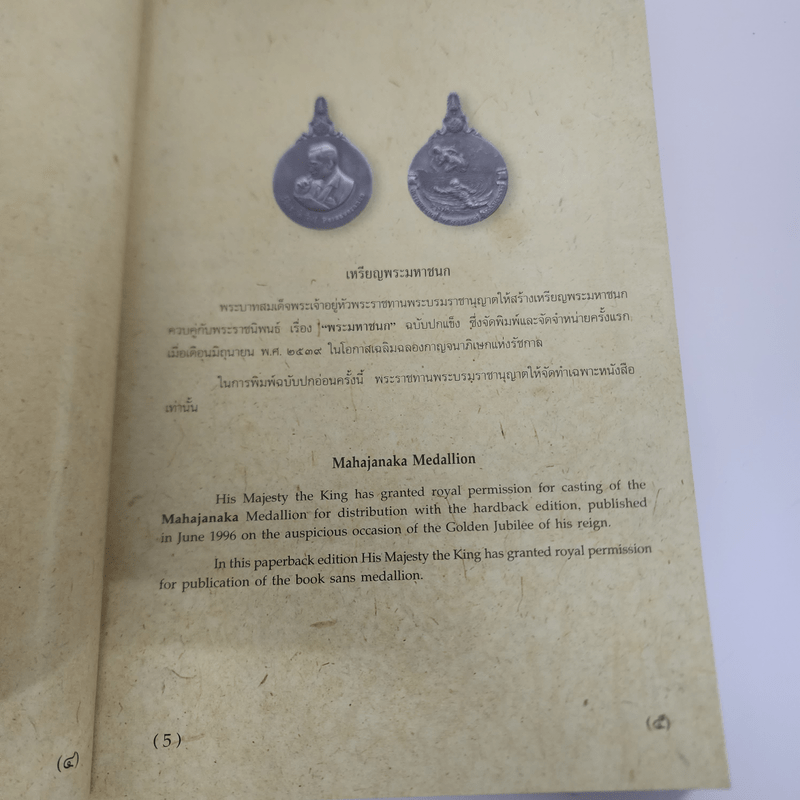 เหรียญพระมหาชนก
พระบาทสมเด็จพระเจ้าอยู่หัวพระราชทานพระบรมราชานุญาตให้สร้างเหรียญพระมหาชนก
ควบคู่กับพระราชนิพนธ์ เรื่อง "พระมหาชนก" ฉบับปกแข็ง ซึ่งจัดพิมพ์และจัดจำหน่ายครั้งแรก
เมื่อเดือนมิถุนายน พ.ศ. ๒๕๓๙ ในโอกาสเฉลิมฉลองกาญจนาภิเษกแห่งรัชกาล
ในการพิมพ์ฉบับปกอ่อนครั้งนี้ พระราชทานพระบรมราชานุญาตให้จัดทำเฉพาะหนังสือ
เท่านั้น
Mahajanaka Medallion
His Majesty the King has granted royal permission for casting of the
Mahajanaka Medallion for distribution with the hardback edition, published
in June 1996 on the auspicious occasion of the Golden Jubilee of his reign.
In this paperback edition His Majesty the King has granted royal permission
for publication of the book sans medallion.
(๔)
(5)
(๕)